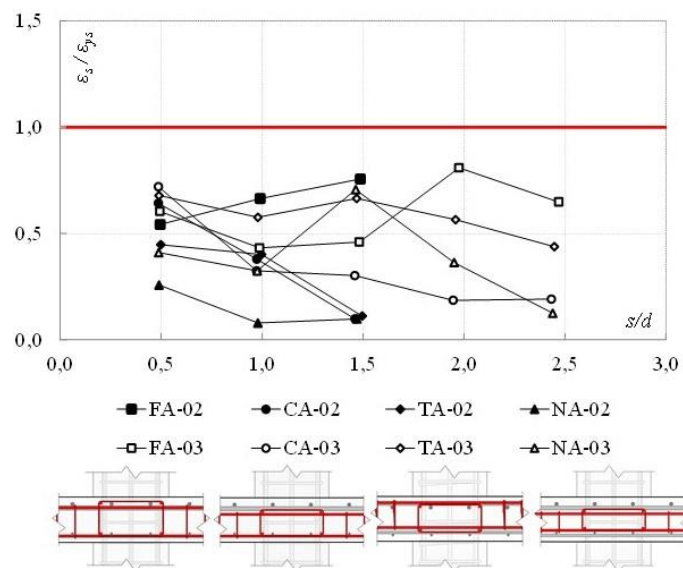 1,5
εs / εys
1,0
0,5
0,0
s/d
0,0 0,5 1,0 1,5 2,0 2,5 3,0
FA-02 CA-02 TA-02 NA-02
FA-03 CA-03 TA-03 NA-03